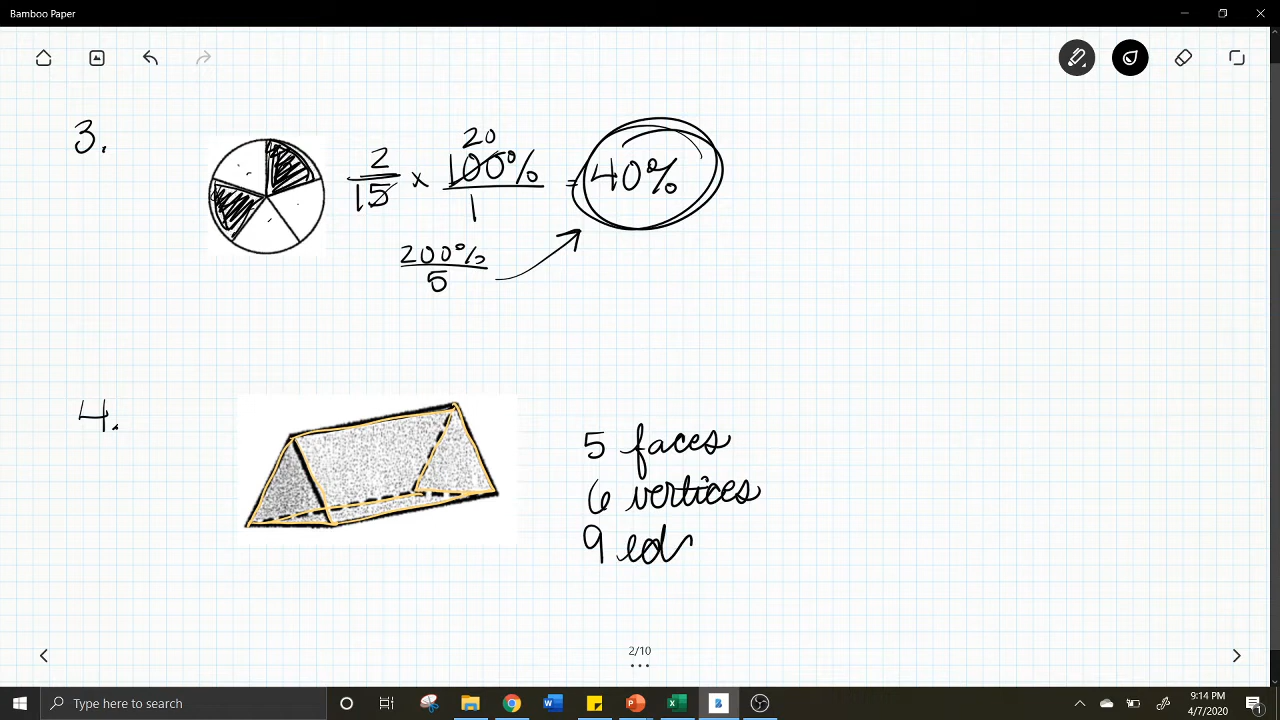 Bamboo Paper
3.
20
2 100%
— × — = 40%
15 1
200%
5
4.
5 faces
6 vertices
9 ed
2/10
Type here to search
9:14 PM
4/7/2020